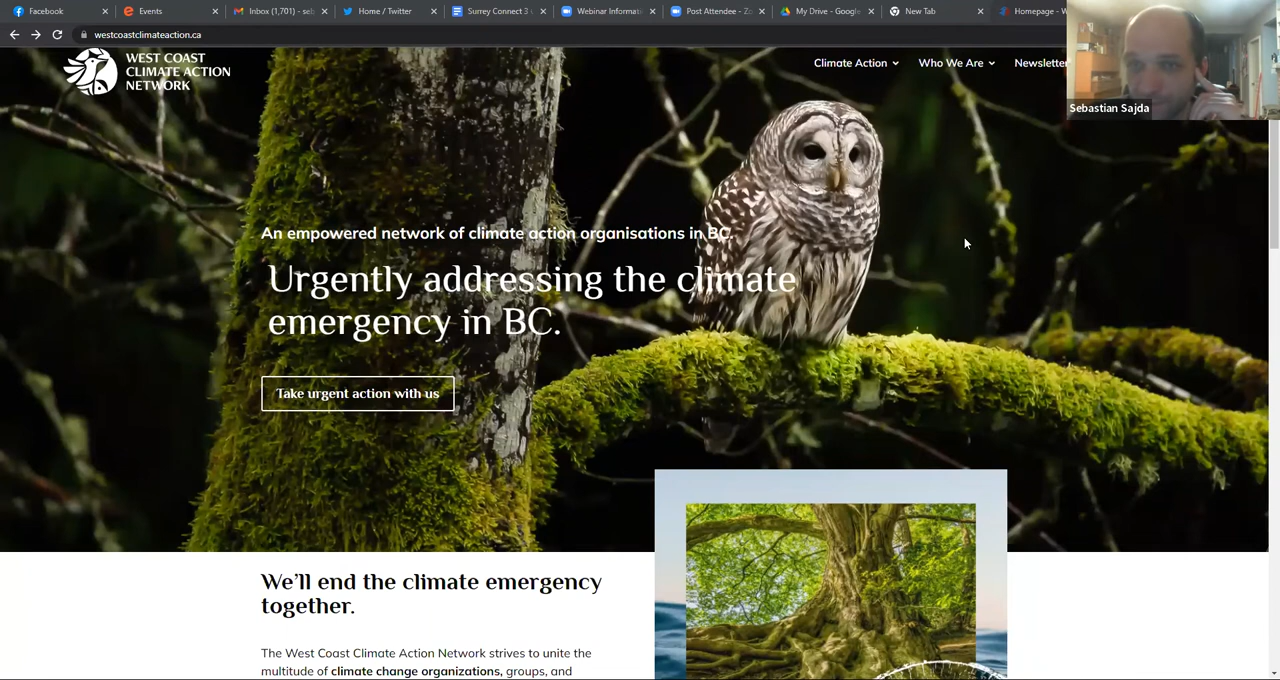 Facebook
Events
Inbox (1,701) - seb
Home / Twitter
Surrey Connect 3
Webinar Informati
Post Attendee - Zo
My Drive - Google
New Tab
Homepage - W
westcoastclimateaction.ca
WEST COAST
CLIMATE ACTION
NETWORK
Climate Action
Who We Are
Newsletter
Sebastian Sajda
An empowered network of climate action organisations in BC.
Urgently addressing the climate
emergency in BC.
Take urgent action with us
We'll end the climate emergency
together.
The West Coast Climate Action Network strives to unite the
multitude of climate change organizations, groups, and